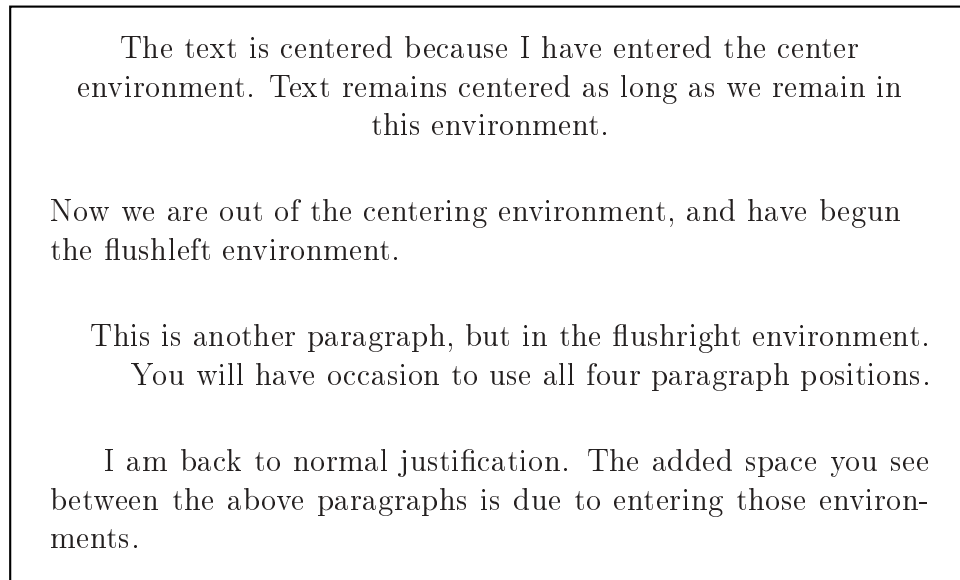 The text is centered because I have entered the center
environment. Text remains centered as long as we remain in
this environment.
Now we are out of the centering environment, and have begun
the flushleft environment.
This is another paragraph, but in the flushright environment.
You will have occasion to use all four paragraph positions.
I am back to normal justification. The added space you see
between the above paragraphs is due to entering those environ-
ments.